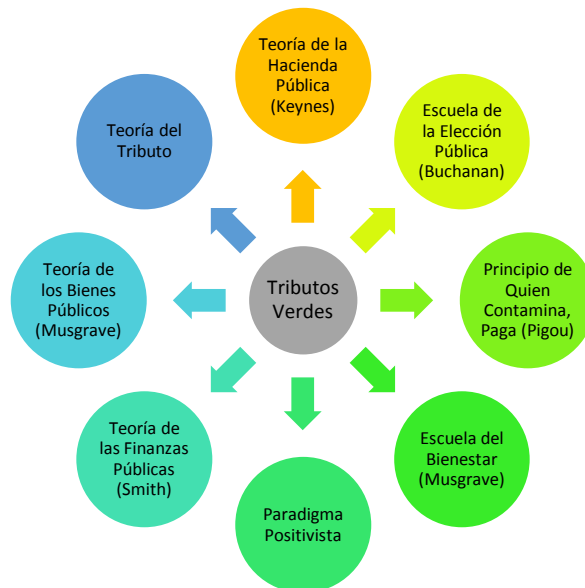 Teoría de la
Hacienda
Pública
(Keynes)
Escuela de
la Elección
Pública
(Buchanan)
Principio de
Quien
Contamina,
Paga (Pigou)
Escuela del
Bienestar
(Musgrave)
Paradigma
Positivista
Teoría de
las Finanzas
Públicas
(Smith)
Teoría de
los Bienes
Públicos
(Musgrave)
Teoría del
Tributo
Tributos
Verdes